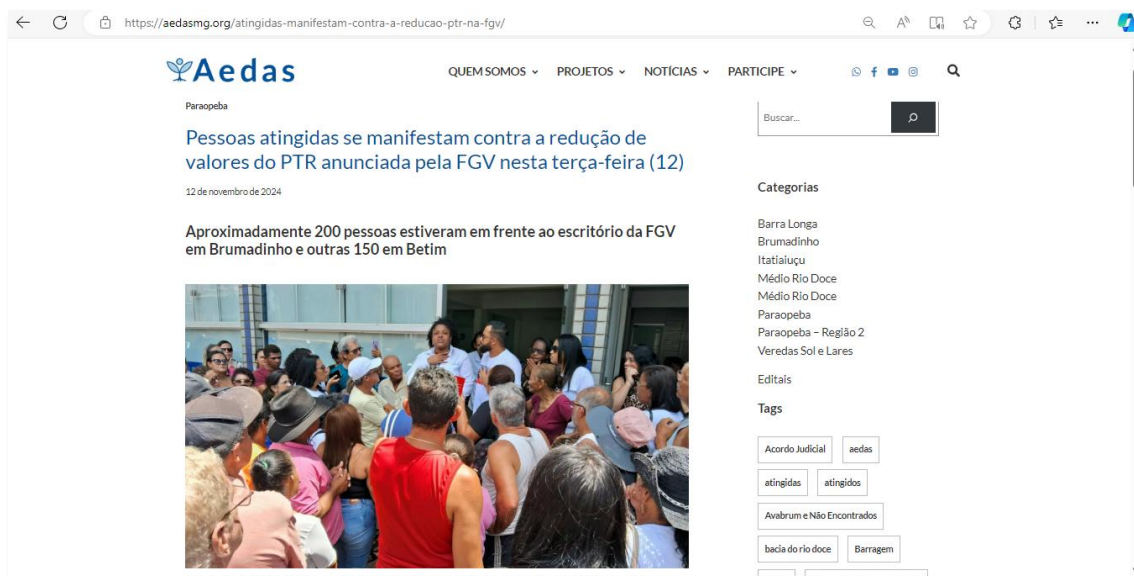 https://aedasmg.org/atingidas-manifestam-contra-a-reducao-ptr-na-fgv/
Aedas
QUEM SOMOS PROJETOS NOTÍCIAS PARTICIPE
Paraopeba
Pessoas atingidas se manifestam contra a redução de
valores do PTR anunciada pela FGV nesta terça-feira (12)
12 de novembro de 2024
Aproximadamente 200 pessoas estiveram em frente ao escritório da FGV
em Brumadinho e outras 150 em Betim
Buscar...
Categorias
Barra Longa
Brumadinho
Itatiaiuçu
Médio Rio Doce
Médio Rio Doce
Paraopeba
Paraopeba – Região 2
Veredas Sol e Lares
Editais
Tags
Acordo Judicial aedas
atingidas atingidos
Avabrum e Não Encontrados
bacia do rio doce Barragem